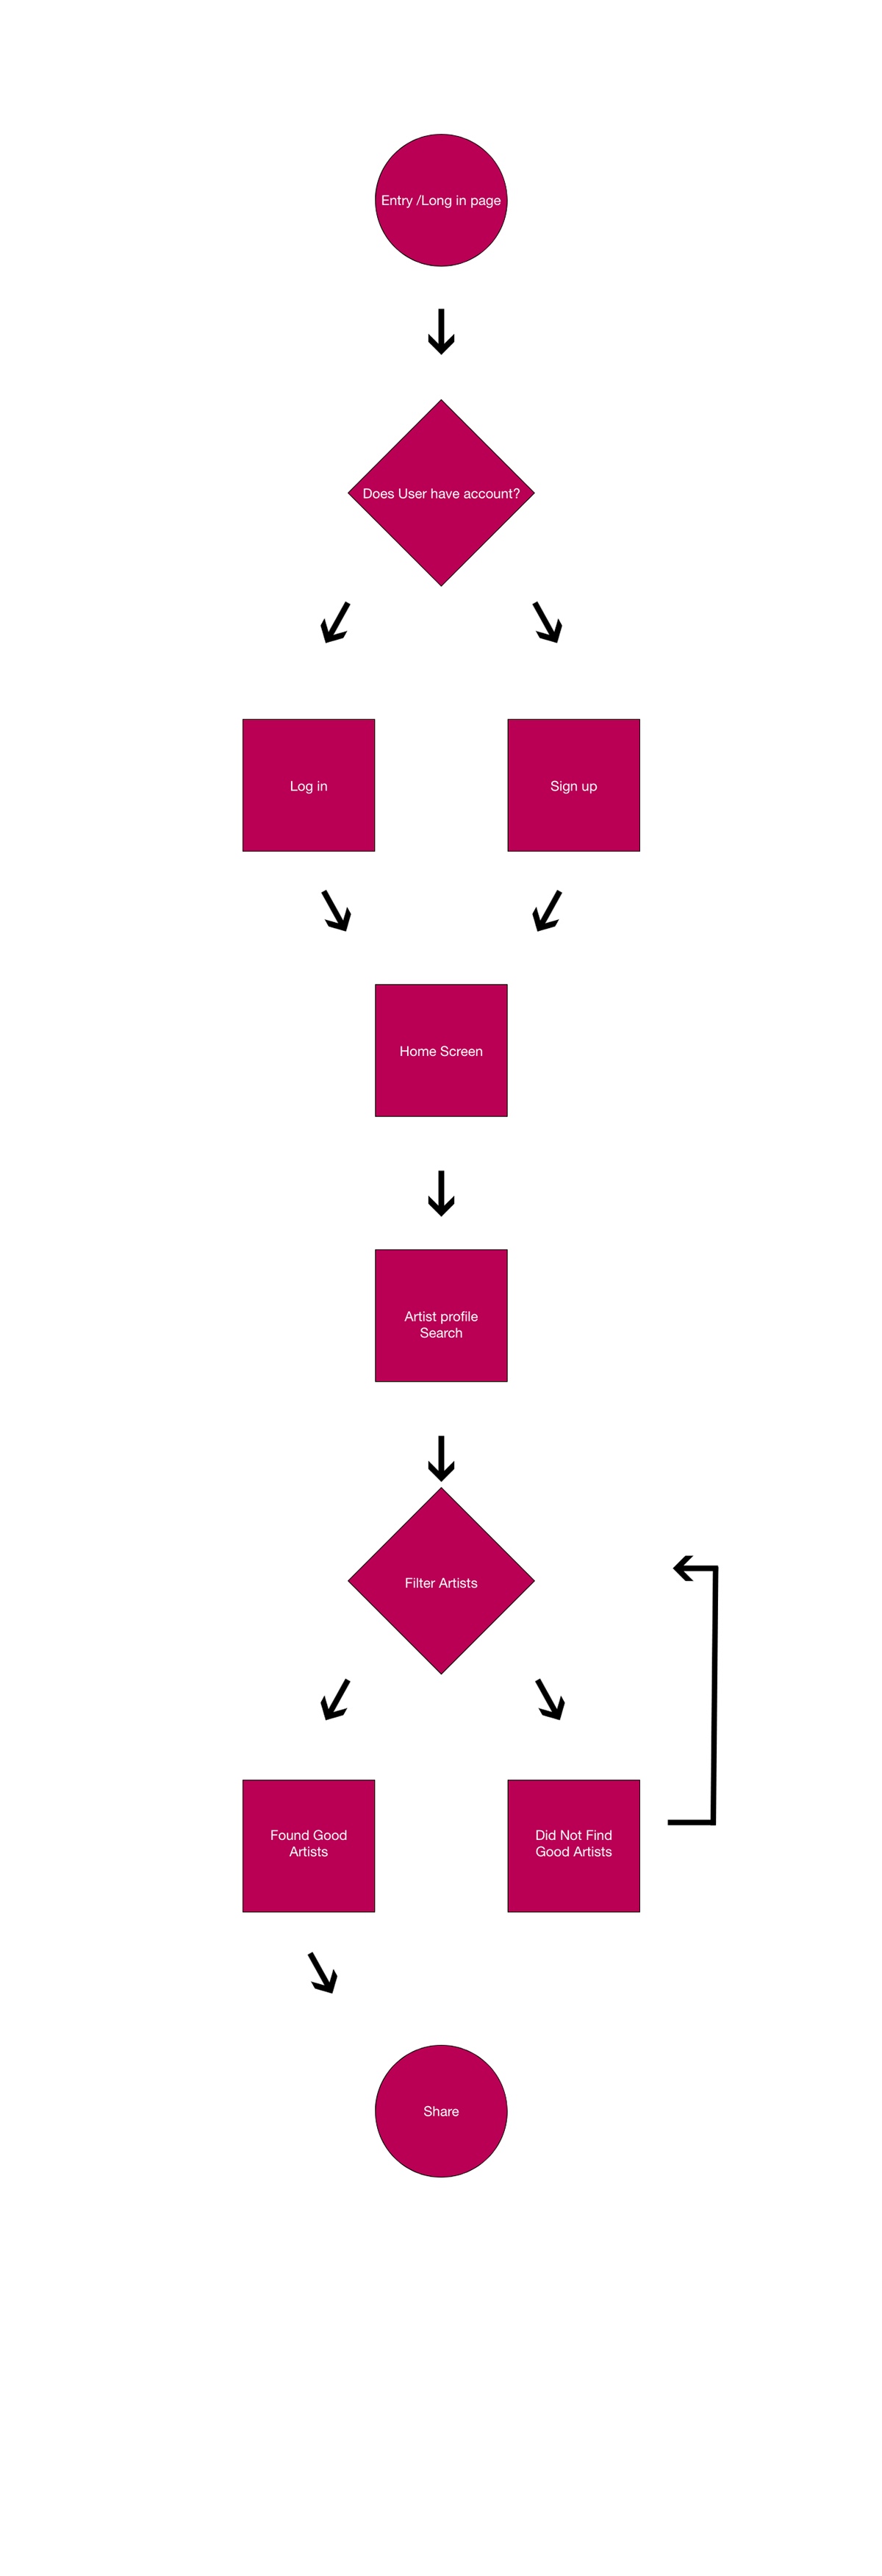 Entry /Long in page
Does User have account?
Log in
Sign up
Home Screen
Artist profile
Search
Filter Artists
Found Good
Artists
Did Not Find
Good Artists
Share